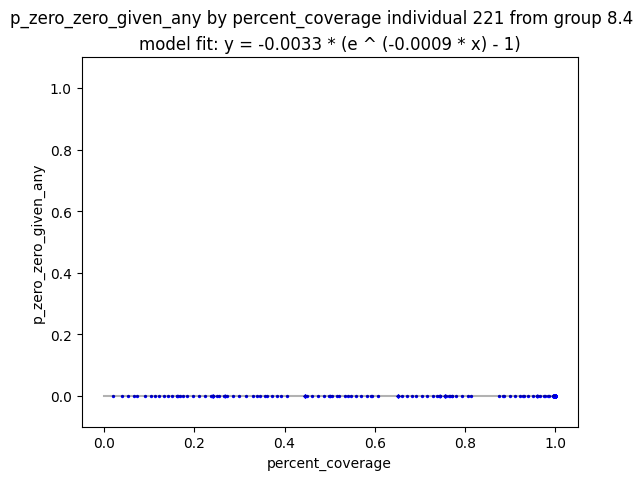 p_zero_zero_given_any by percent_coverage individual 221 from group 8.4
model fit: y = -0.0033 * (e ^ (-0.0009 * x) - 1)
1.0
0.8
0.6
0.4
0.2
0.0
p_zero_zero_given_any
0.0 0.2 0.4 0.6 0.8 1.0
percent_coverage